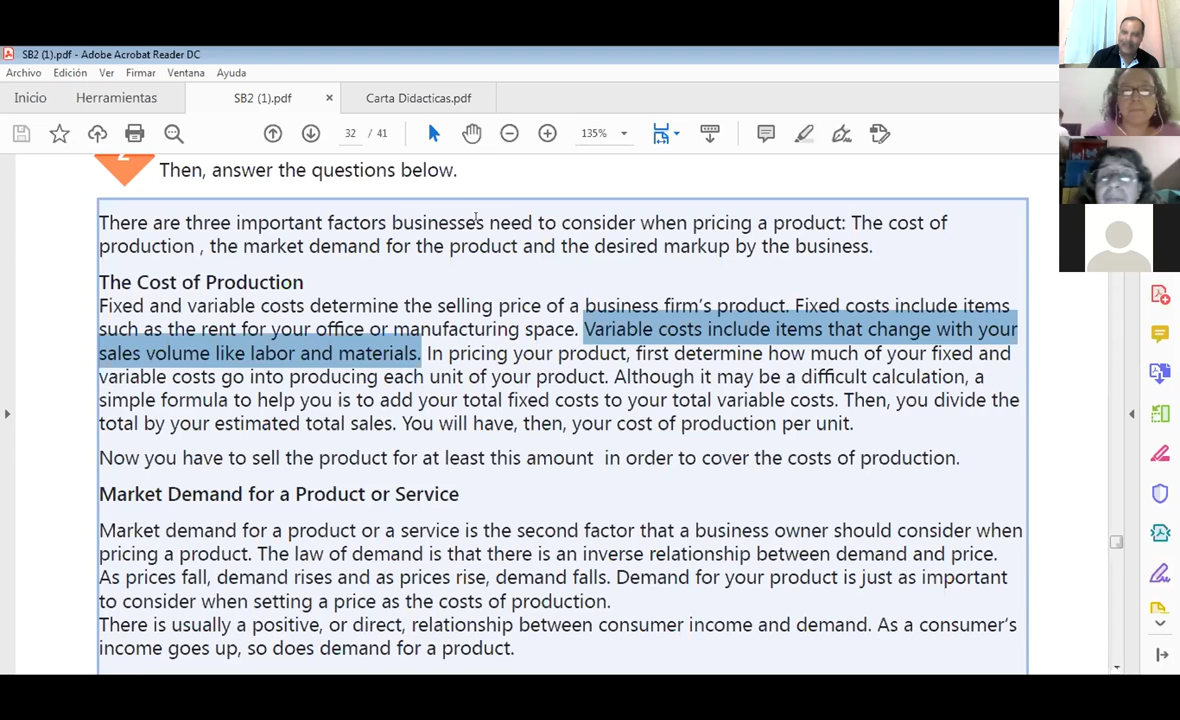 SB2 (1).pdf - Adobe Acrobat Reader DC
Archivo Edición Ver Firmar Ventana Ayuda
Inicio Herramientas SB2 (1).pdf × Carta Didacticas.pdf
32 / 41 135%
2
Then, answer the questions below.
There are three important factors businesses need to consider when pricing a product: The cost of
production , the market demand for the product and the desired markup by the business.
The Cost of Production
Fixed and variable costs determine the selling price of a business firm's product. Fixed costs include items
such as the rent for your office or manufacturing space. Variable costs include items that change with your
sales volume like labor and materials. In pricing your product, first determine how much of your fixed and
variable costs go into producing each unit of your product. Although it may be a difficult calculation, a
simple formula to help you is to add your total fixed costs to your total variable costs. Then, you divide the
total by your estimated total sales. You will have, then, your cost of production per unit.
Now you have to sell the product for at least this amount in order to cover the costs of production.
Market Demand for a Product or Service
Market demand for a product or a service is the second factor that a business owner should consider when
pricing a product. The law of demand is that there is an inverse relationship between demand and price.
As prices fall, demand rises and as prices rise, demand falls. Demand for your product is just as important
to consider when setting a price as the costs of production.
There is usually a positive, or direct, relationship between consumer income and demand. As a consumer's
income goes up, so does demand for a product.